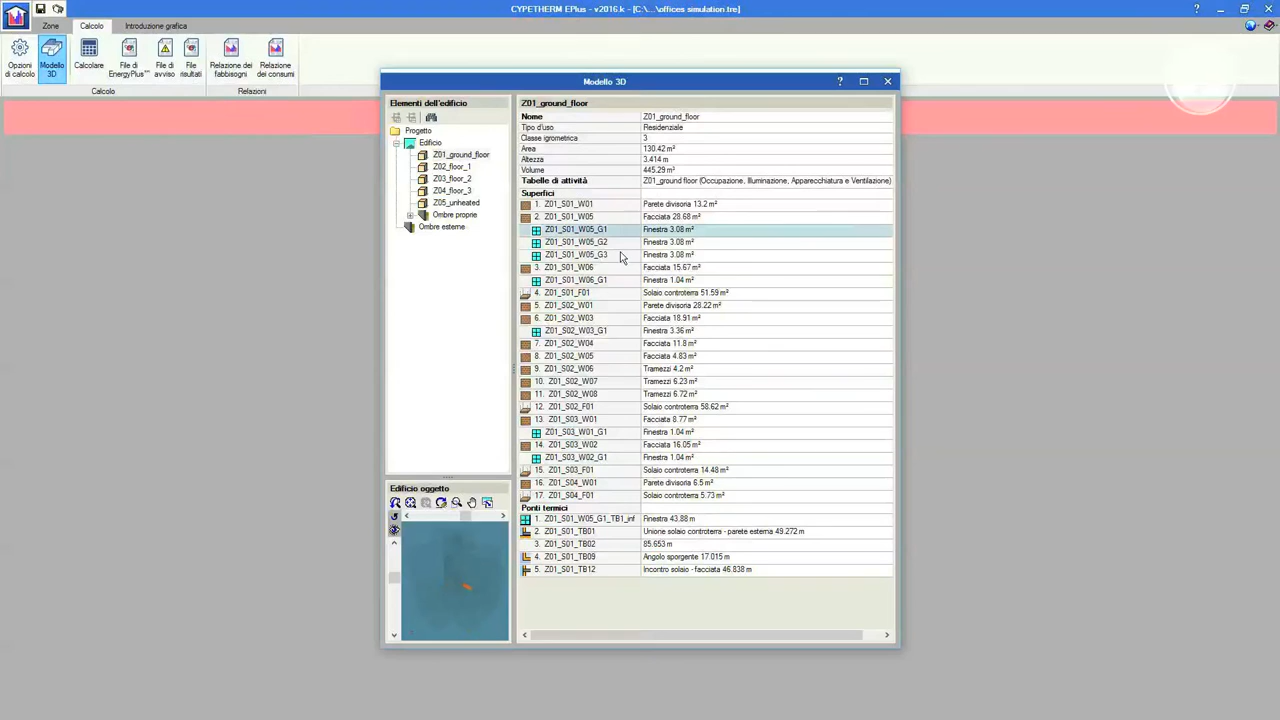 CYPETHERM EPlus - v2016.k - [C:\...\offices simulation tre]
Zone
Calcolo
Introduzione grafica
Opzioni di calcolo
Modello 3D
Calcolare
File di EnergyPlus™
File di avviso
File risultati
Relazione dei fabbisogni
Relazione dei consumi
Calcolo
Relazioni
Modello 3D
Elementi dell'edificio
Progetto
Edificio
Z01_ground_floor
Z02_floor_1
Z03_floor_2
Z04_floor_3
Z05_unheated
Ombre proprie
Ombre esterne
Edificio oggetto
Z01_ground_floor
Nome Z01_ground_floor
Tipo d'uso Residenziale
Classe igrometrica 3
Area 130.42 m²
Altezza 3.414 m
Volume 445.29 m³
Tabelle di attività Z01_ground floor (Occupazione, Illuminazione, Apparecchiatura e Ventilazione)
Superfici
1. Z01_S01_W01 Parete divisoria 13.2 m²
2. Z01_S01_W05 Facciata 28.68 m²
Z01_S01_W05_G1 Finestra 3.08 m²
Z01_S01_W05_G2 Finestra 3.08 m²
Z01_S01_W05_G3 Finestra 3.08 m²
3. Z01_S01_W06 Facciata 15.67 m²
Z01_S01_W06_G1 Finestra 1.04 m²
4. Z01_S01_F01 Solaio controterra 51.59 m²
5. Z01_S02_W01 Parete divisoria 28.22 m²
6. Z01_S02_W03 Facciata 18.91 m²
Z01_S02_W03_G1 Finestra 3.36 m²
7. Z01_S02_W04 Facciata 11.8 m²
8. Z01_S02_W05 Facciata 4.83 m²
9. Z01_S02_W06 Tramezzi 4.2 m²
10. Z01_S02_W07 Tramezzi 6.23 m²
11. Z01_S02_W08 Tramezzi 6.72 m²
12. Z01_S02_F01 Solaio controterra 58.62 m²
13. Z01_S03_W01 Facciata 8.77 m²
Z01_S03_W01_G1 Finestra 1.04 m²
14. Z01_S03_W02 Facciata 16.05 m²
Z01_S03_W02_G1 Finestra 1.04 m²
15. Z01_S03_F01 Solaio controterra 14.48 m²
16. Z01_S04_W01 Parete divisoria 6.5 m²
17. Z01_S04_F01 Solaio controterra 5.73 m²
Ponti termici
1. Z01_S01_W05_G1_TB1_inf Finestra 43.88 m
2. Z01_S01_TB01 Unione solaio controterra - parete esterna 49.272 m
3. Z01_S01_TB02 85.653 m
4. Z01_S01_TB09 Angolo sporgente 17.015 m
5. Z01_S01_TB12 Incontro solaio - facciata 46.838 m